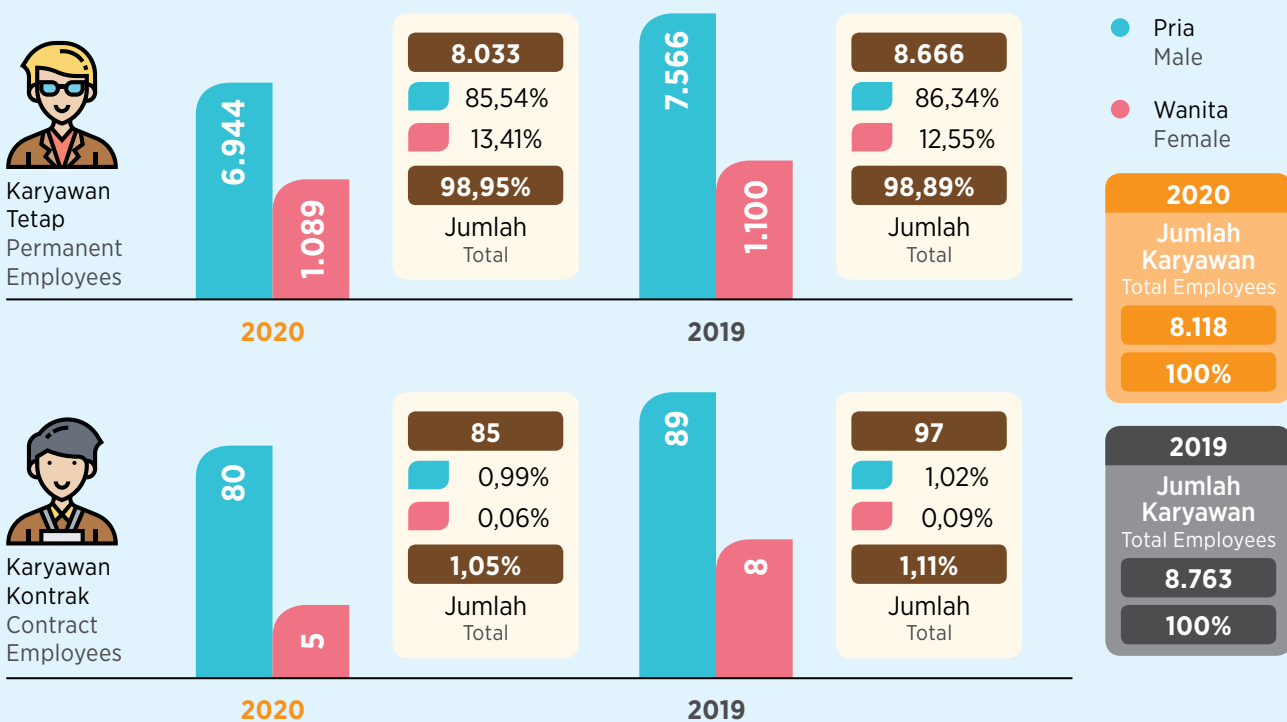 Karyawan
Tetap
Permanent
Employees
6.944
1.089
8.033
85,54%
13,41%
98,95%
Jumlah
Total
2020
7.566
1.100
8.666
86,34%
12,55%
98,89%
Jumlah
Total
2019
Karyawan
Kontrak
Contract
Employees
80
5
85
0,99%
0,06%
1,05%
Jumlah
Total
2020
89
8
97
1,02%
0,09%
1,11%
Jumlah
Total
2019
Pria
Male
Wanita
Female
2020
Jumlah
Karyawan
Total Employees
8.118
100%
2019
Jumlah
Karyawan
Total Employees
8.763
100%